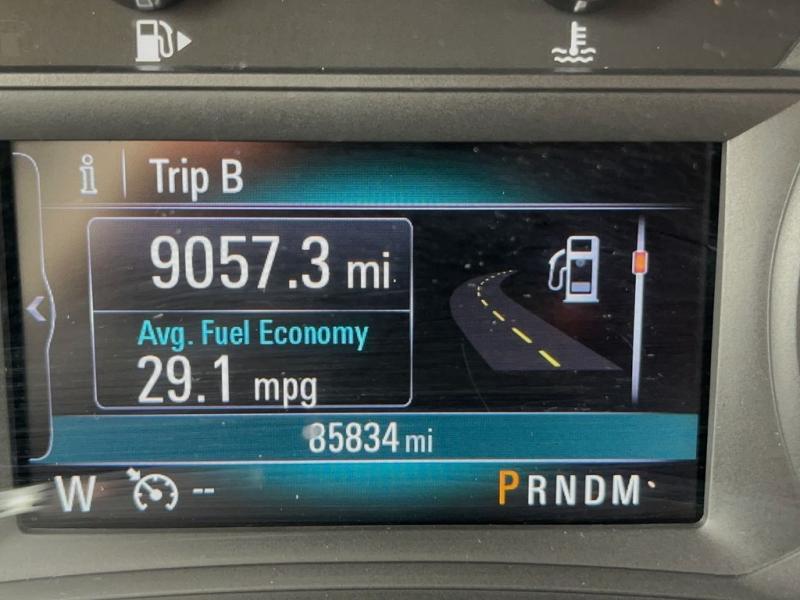 i Trip B
9057.3 mi
Avg. Fuel Economy
29.1 mpg
85834 mi
W -- PRNDM